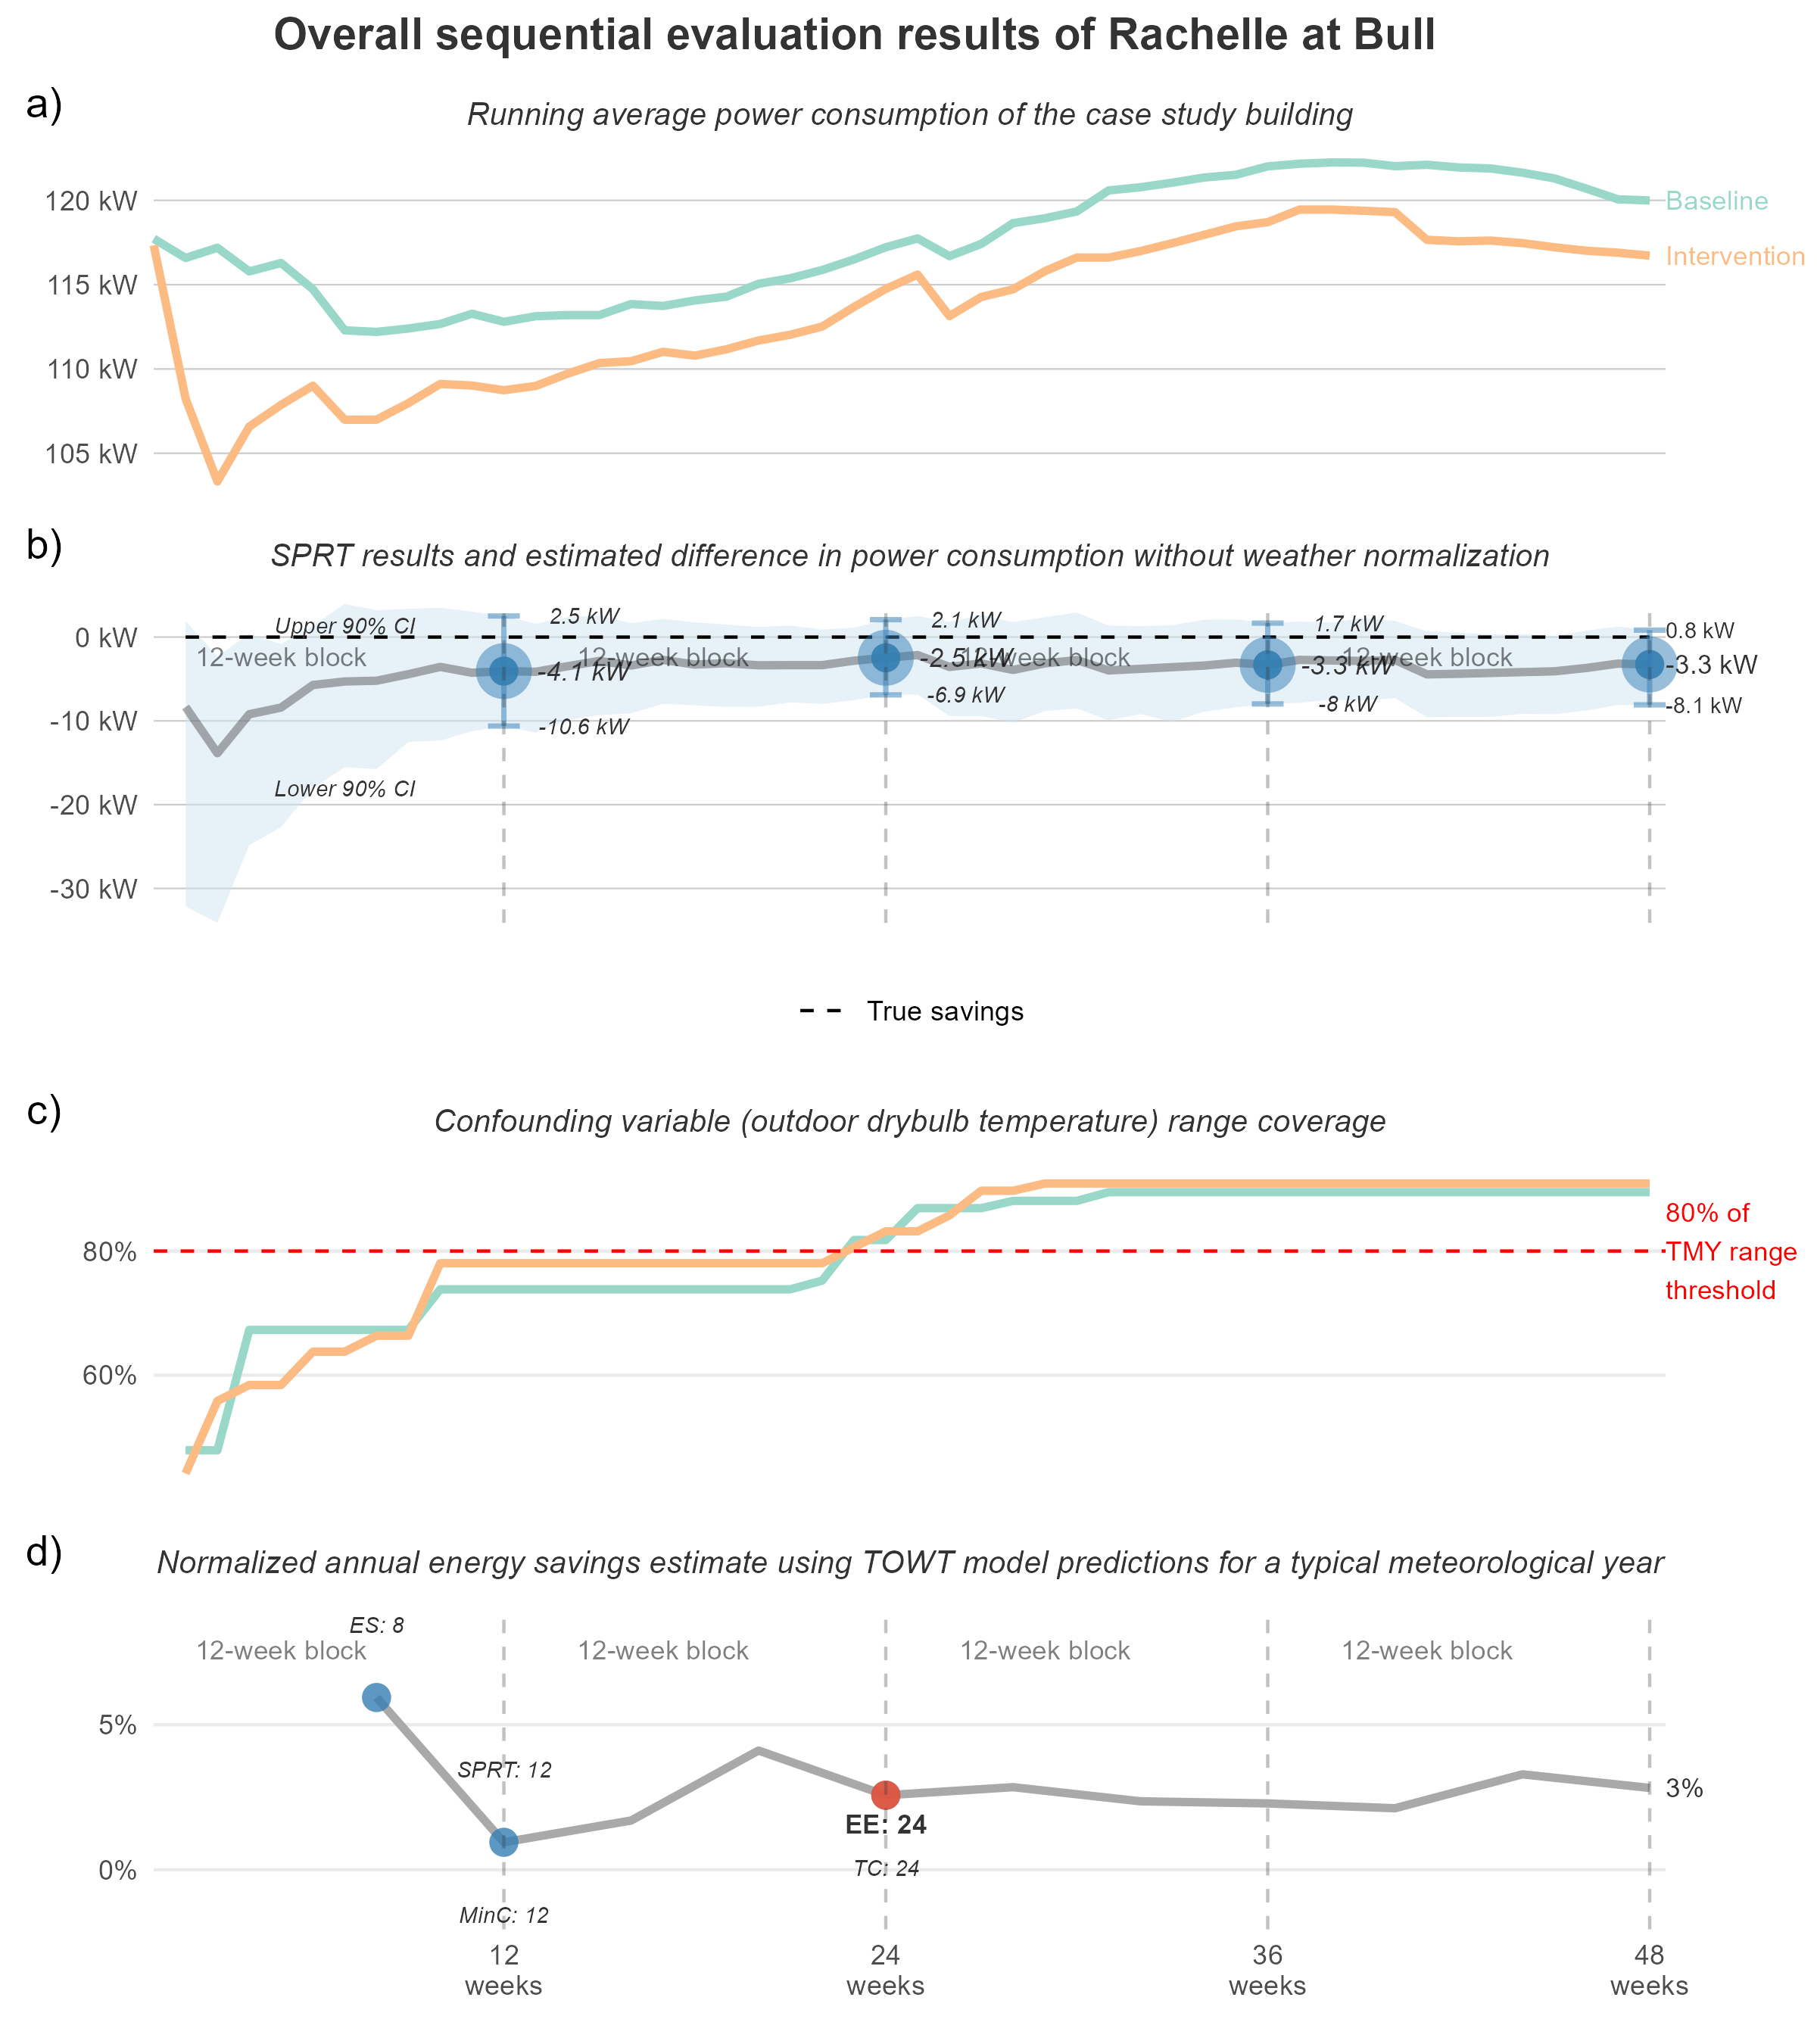 Overall sequential evaluation results of Rachelle at Bull
a)
Running average power consumption of the case study building
120 kW
115 kW
110 kW
105 kW
Baseline
Intervention
b)
SPRT results and estimated difference in power consumption without weather normalization
0 kW
-10 kW
-20 kW
-30 kW
Upper 90% CI
Lower 90% CI
12-week block
12-week block
12-week block
12-week block
2.5 kW
-4.1 kW
-10.6 kW
2.1 kW
-2.5 kW
-6.9 kW
1.7 kW
-3.3 kW
-8 kW
0.8 kW
-3.3 kW
-8.1 kW
True savings
c)
Confounding variable (outdoor drybulb temperature) range coverage
80%
60%
80% of
TMY range
threshold
d)
Normalized annual energy savings estimate using TOWT model predictions for a typical meteorological year
ES: 8
12-week block
12-week block
12-week block
12-week block
5%
0%
SPRT: 12
MinC: 12
EE: 24
TC: 24
3%
12
weeks
24
weeks
36
weeks
48
weeks